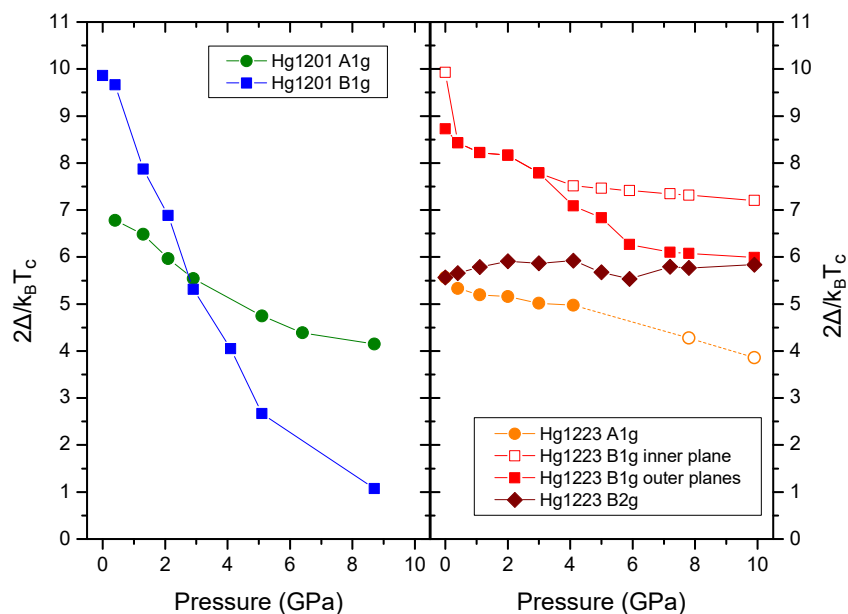 11
10
9
8
7
6
5
4
3
2
1
0
2Δ/k_BT_c
Hg1201 A1g
Hg1201 B1g
0 2 4 6 8 10
Pressure (GPa)
Hg1223 A1g
Hg1223 B1g inner plane
Hg1223 B1g outer planes
Hg1223 B2g
0 2 4 6 8 10
Pressure (GPa)
11
10
9
8
7
6
5
4
3
2
1
0
2Δ/k_BT_c